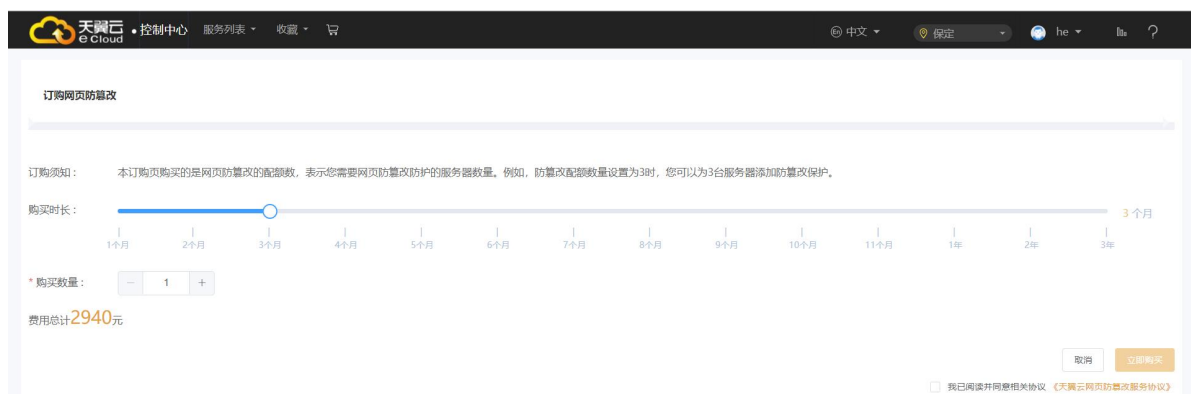 天翼云 e Cloud •控制中心 服务列表 收藏 En 中文 保定 he ?
订购网页防篡改
订购须知： 本订购页购买的是网页防篡改的配额数，表示您需要网页防篡改防护的服务器数量。例如，防篡改配额数量设置为3时，您可以为3台服务器添加防篡改保护。
购买时长： 3 个月
1个月 2个月 3个月 4个月 5个月 6个月 7个月 8个月 9个月 10个月 11个月 1年 2年 3年
* 购买数量： － 1 +
费用总计2940元
取消 立即购买
我已阅读并同意相关协议 《天翼云网页防篡改服务协议》